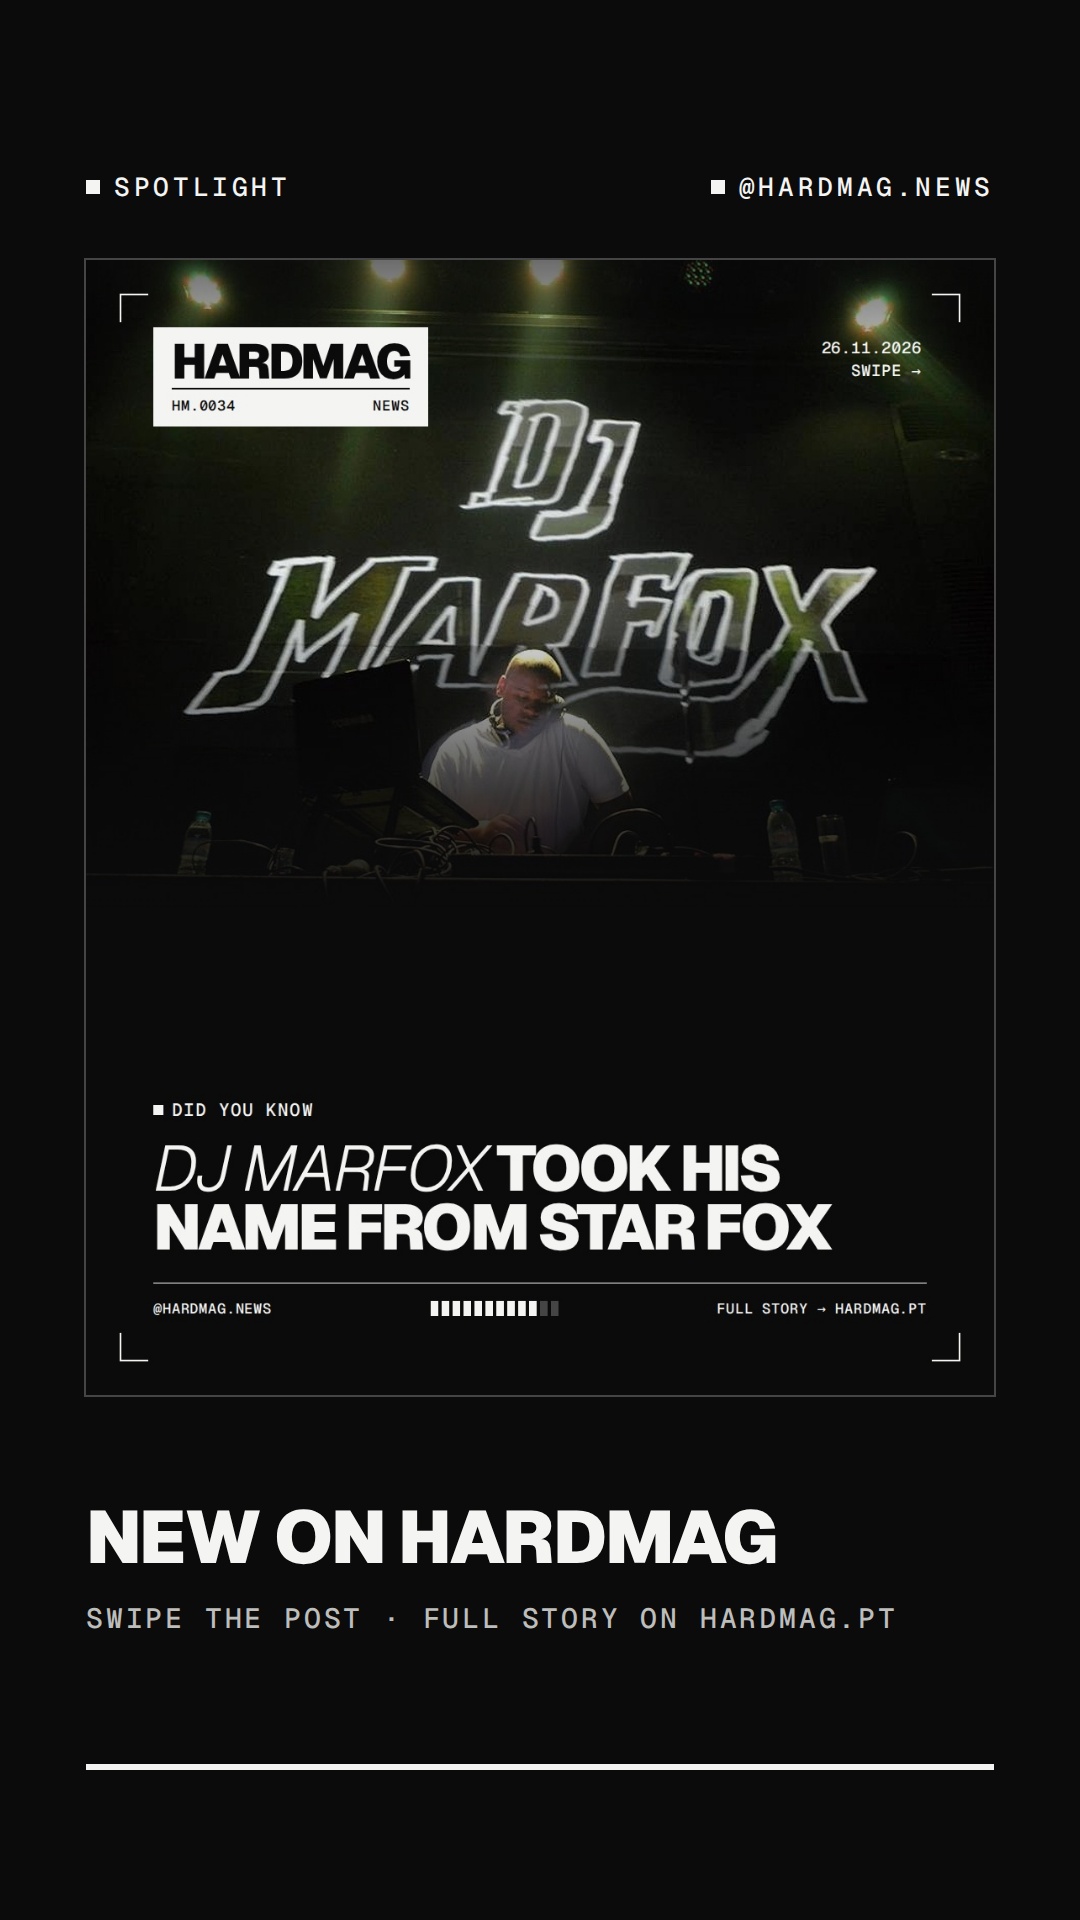 SPOTLIGHT
@HARDMAG.NEWS
HARDMAG
HM.0034 NEWS
26.11.2026
SWIPE →
DJ
MARFOX
TOSHIBA
DID YOU KNOW
DJ MARFOX TOOK HIS
NAME FROM STAR FOX
@HARDMAG.NEWS
FULL STORY → HARDMAG.PT
NEW ON HARDMAG
SWIPE THE POST · FULL STORY ON HARDMAG.PT